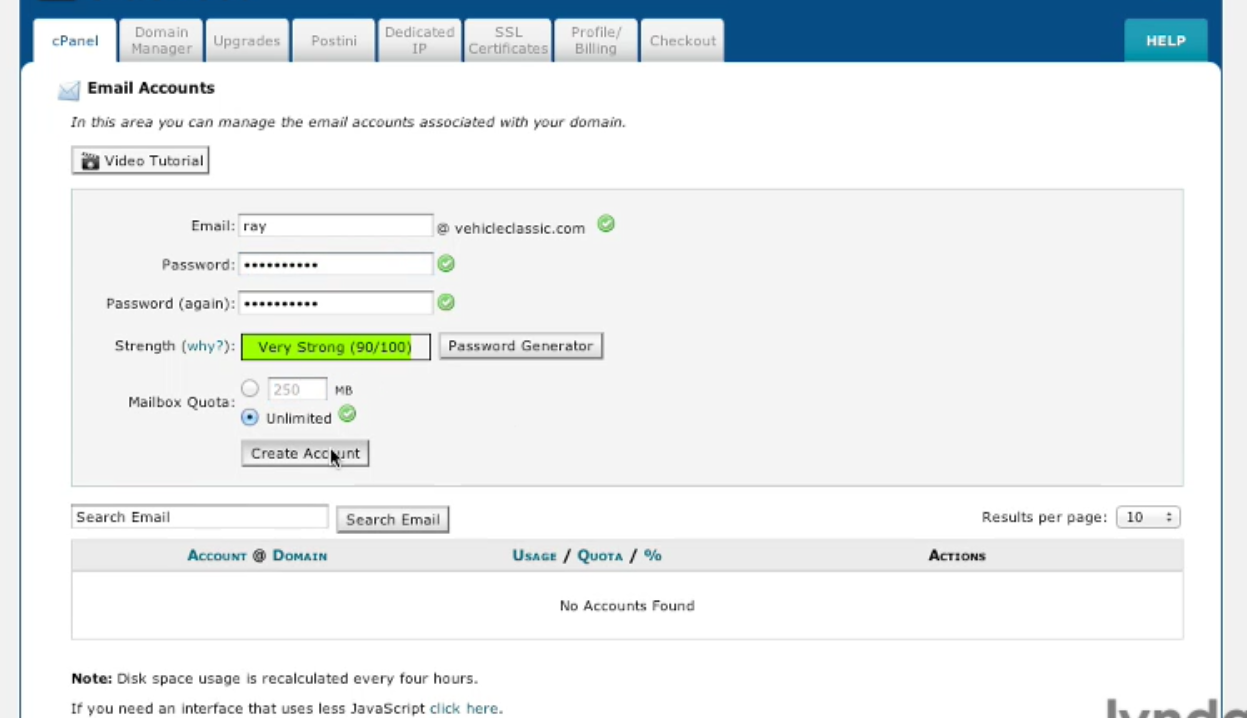 cPanel
Domain Manager
Upgrades
Postini
Dedicated IP
SSL Certificates
Profile/ Billing
Checkout
HELP
Email Accounts
In this area you can manage the email accounts associated with your domain.
Video Tutorial
Email: ray @ vehicleclassic.com
Password: ••••••••••
Password (again): ••••••••••
Strength (why?): Very Strong (90/100) Password Generator
Mailbox Quota: 250 MB
Unlimited
Create Account
Search Email Search Email Results per page: 10
ACCOUNT @ DOMAIN USAGE / QUOTA / % ACTIONS
No Accounts Found
Note: Disk space usage is recalculated every four hours.
If you need an interface that uses less JavaScript click here.